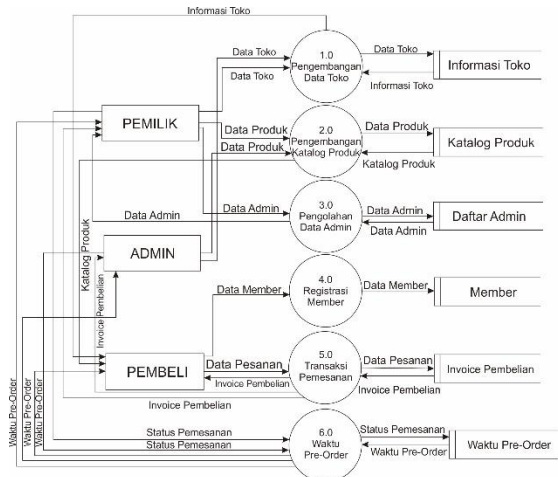 Informasi Toko
Data Toko
Data Toko
1.0
Pengembangan
Data Toko
Data Toko
Informasi Toko
Informasi Toko
PEMILIK
Data Produk
Data Produk
2.0
Pengembangan
Katalog Produk
Data Produk
Katalog Produk
Katalog Produk
Data Admin
Data Admin
3.0
Pengolahan
Data Admin
Data Admin
Data Admin
Daftar Admin
Katalog Produk
ADMIN
Invoice Pembelian
Data Member
4.0
Registrasi
Member
Data Member
Member
PEMBELI
Data Pesanan
Invoice Pembelian
5.0
Transaksi
Pemesanan
Data Pesanan
Invoice Pembelian
Invoice Pembelian
Invoice Pembelian
Waktu Pre-Order
Waktu Pre-Order
Waktu Pre-Order
Status Pemesanan
Status Pemesanan
6.0
Waktu
Pre-Order
Status Pemesanan
Waktu Pre-Order
Waktu Pre-Order